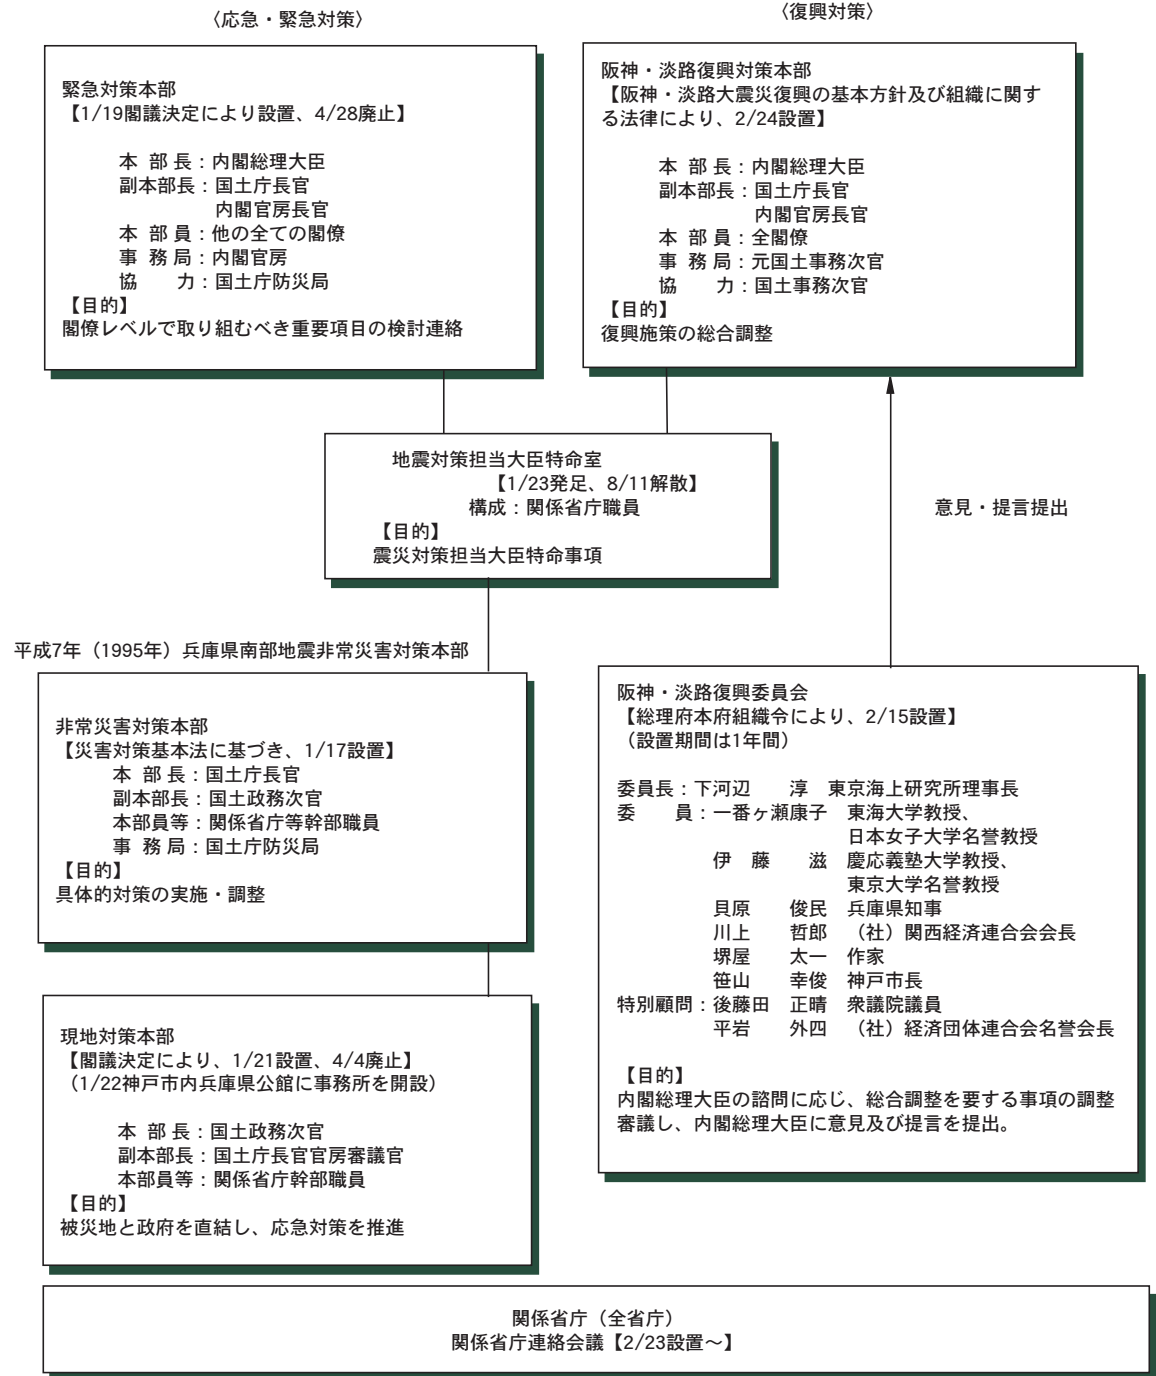 〈応急・緊急対策〉
緊急対策本部
【1/19閣議決定により設置、4/28廃止】
本 部 長：内閣総理大臣
副本部長：国土庁長官
内閣官房長官
本 部 員：他の全ての閣僚
事 務 局：内閣官房
協　　力：国土庁防災局
【目的】
閣僚レベルで取り組むべき重要項目の検討連絡
〈復興対策〉
阪神・淡路復興対策本部
【阪神・淡路大震災復興の基本方針及び組織に関す
る法律により、2/24設置】
本 部 長：内閣総理大臣
副本部長：国土庁長官
内閣官房長官
本 部 員：全閣僚
事 務 局：元国土事務次官
協　　力：国土事務次官
【目的】
復興施策の総合調整
地震対策担当大臣特命室
【1/23発足、8/11解散】
構成：関係省庁職員
【目的】
震災対策担当大臣特命事項
意見・提言提出
平成7年（1995年）兵庫県南部地震非常災害対策本部
非常災害対策本部
【災害対策基本法に基づき、1/17設置】
本 部 長：国土庁長官
副本部長：国土政務次官
本部員等：関係省庁等幹部職員
事 務 局：国土庁防災局
【目的】
具体的対策の実施・調整
現地対策本部
【閣議決定により、1/21設置、4/4廃止】
（1/22神戸市内兵庫県公館に事務所を開設）
本 部 長：国土政務次官
副本部長：国土庁長官官房審議官
本部員等：関係省庁幹部職員
【目的】
被災地と政府を直結し、応急対策を推進
阪神・淡路復興委員会
【総理府本府組織令により、2/15設置】
（設置期間は1年間）
委員長：下河辺　　淳　東京海上研究所理事長
委　　員：一番ヶ瀬康子　東海大学教授、
日本女子大学名誉教授
伊　藤　　滋　慶応義塾大学教授、
東京大学名誉教授
貝原　　俊民　兵庫県知事
川上　　哲郎　（社）関西経済連合会会長
堺屋　　太一　作家
笹山　　幸俊　神戸市長
特別顧問：後藤田　正晴　衆議院議員
平岩　　外四　（社）経済団体連合会名誉会長
【目的】
内閣総理大臣の諮問に応じ、総合調整を要する事項の調整
審議し、内閣総理大臣に意見及び提言を提出。
関係省庁（全省庁）
関係省庁連絡会議【2/23設置～】